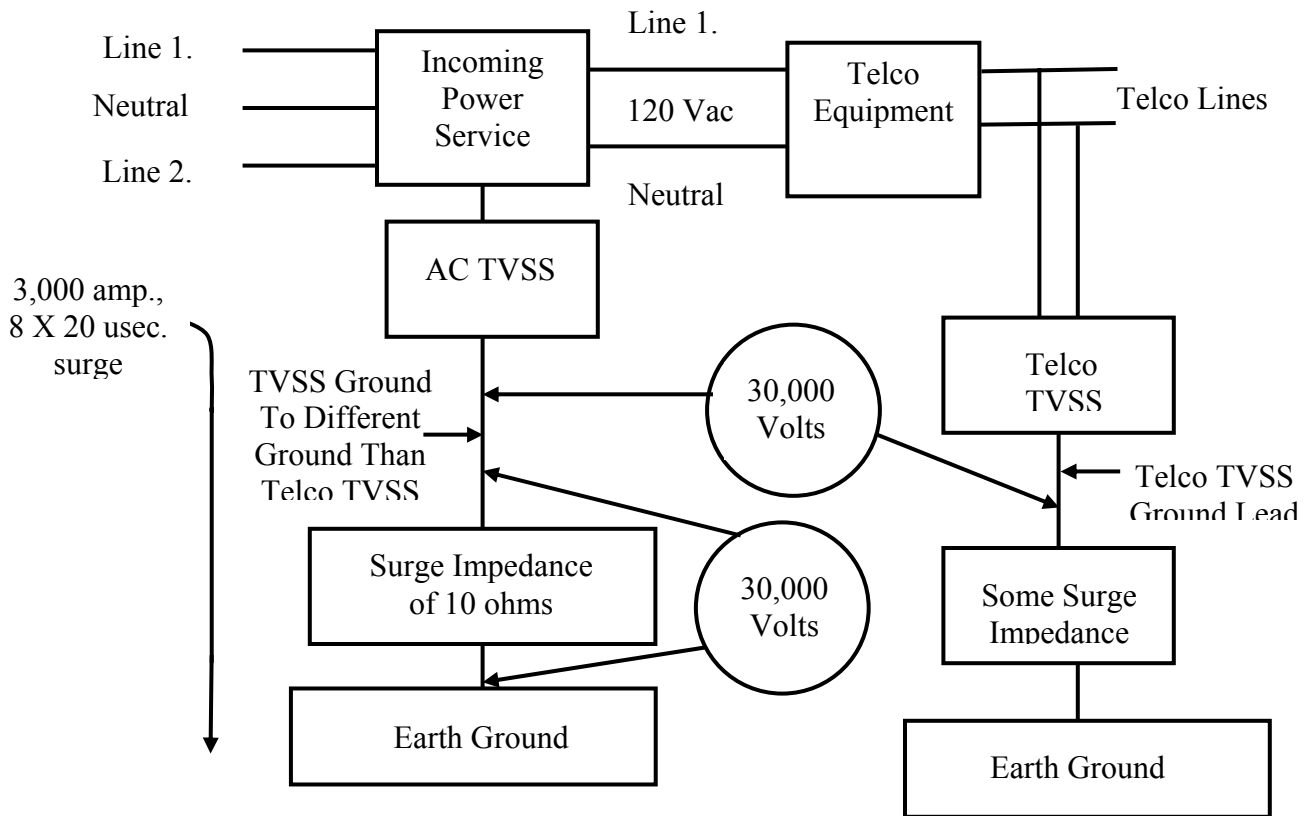 Line 1.
Neutral
Line 2.
Incoming
Power
Service
Line 1.
120 Vac
Neutral
Telco
Equipment
Telco Lines
AC TVSS
3,000 amp.,
8 X 20 usec.
surge
TVSS Ground
To Different
Ground Than
Telco TVSS
30,000
Volts
Telco
TVSS
Telco TVSS
Ground Lead
Surge Impedance
of 10 ohms
30,000
Volts
Some Surge
Impedance
Earth Ground
Earth Ground